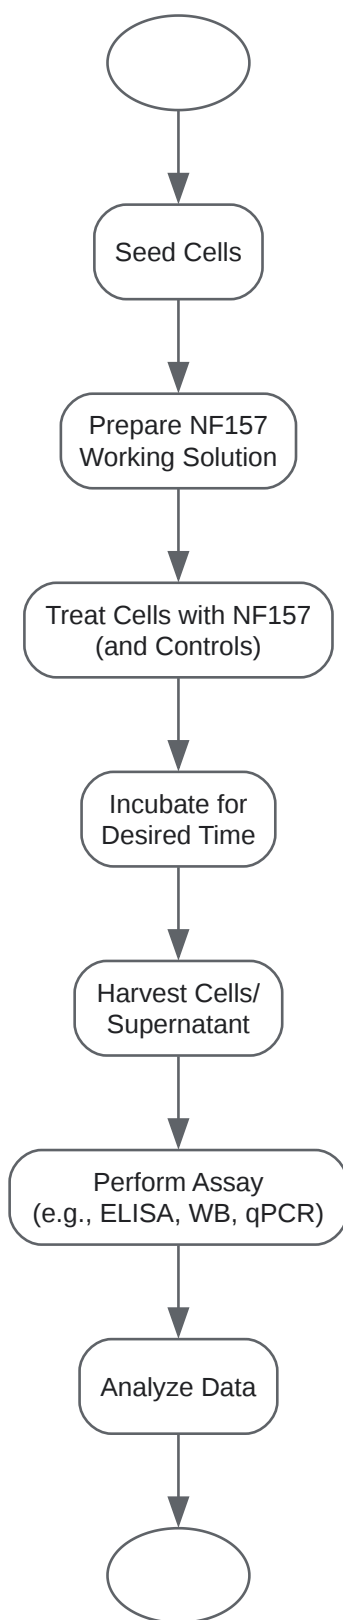 Seed Cells
Prepare NF157
Working Solution
Treat Cells with NF157
(and Controls)
Incubate for
Desired Time
Harvest Cells/
Supernatant
Perform Assay
(e.g., ELISA, WB, qPCR)
Analyze Data